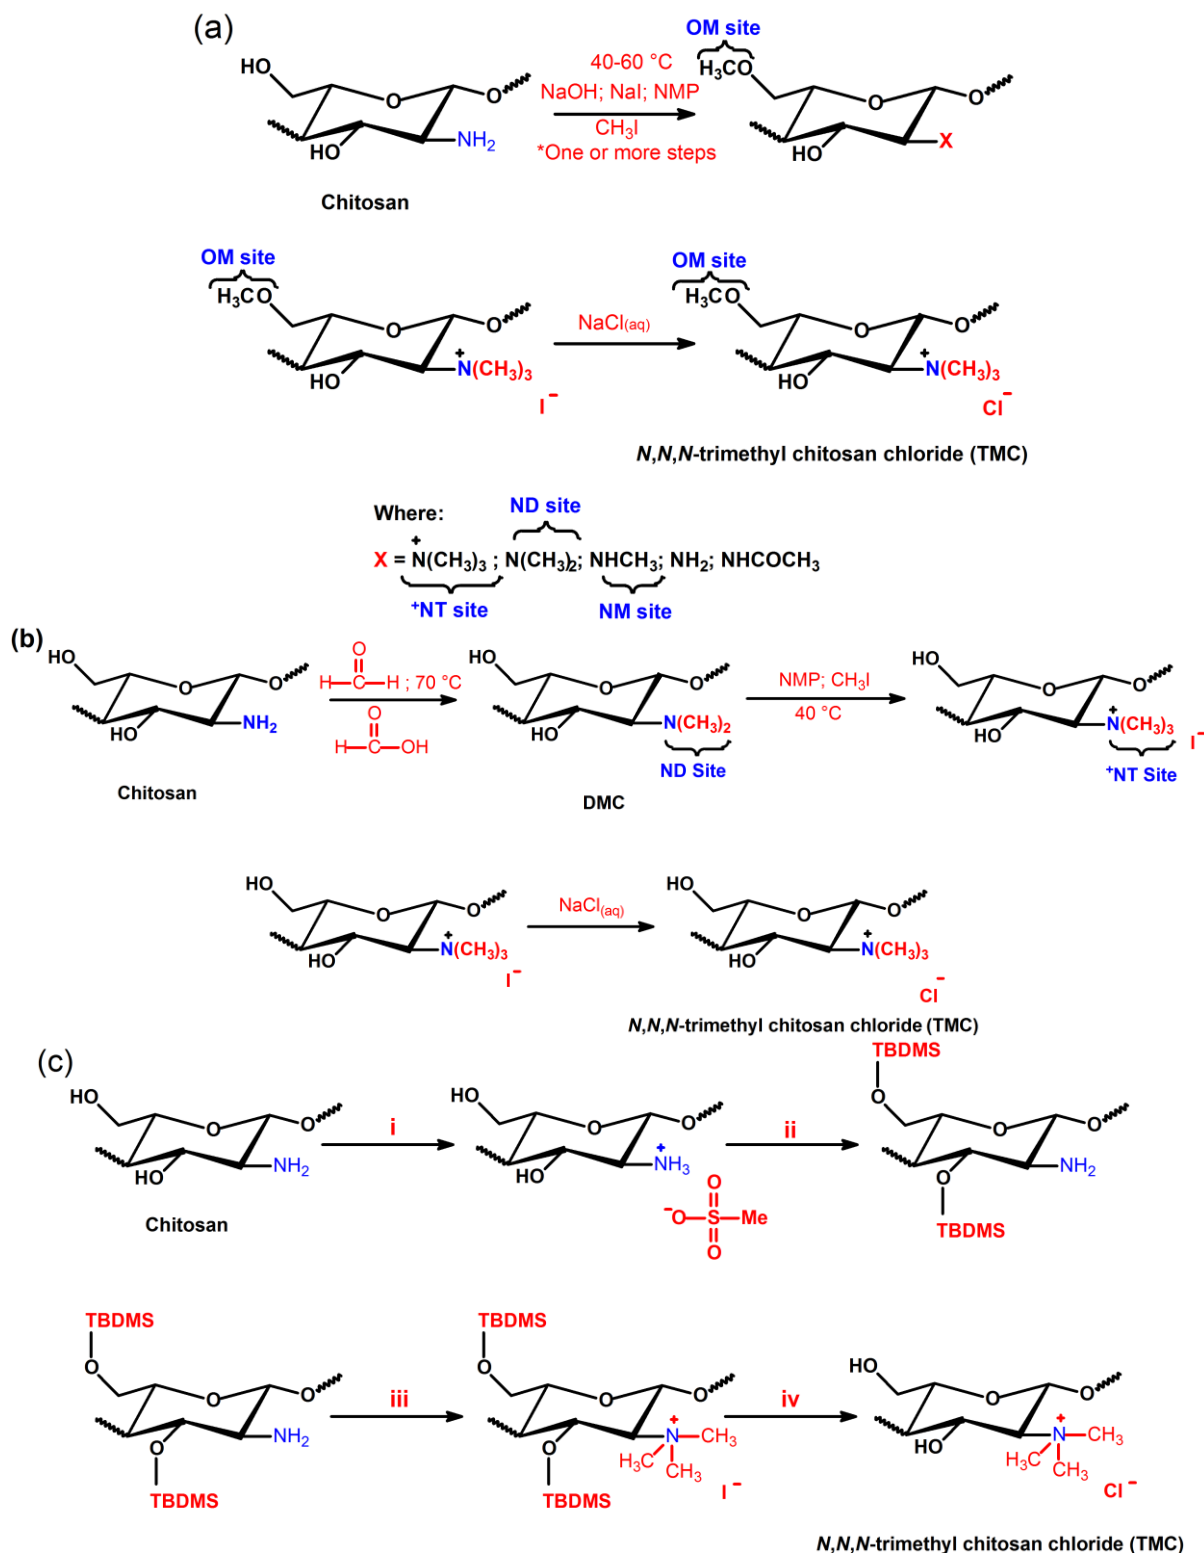 (a)
OM site
HO
O
O
HO
NH2
Chitosan
40-60 °C
NaOH; NaI; NMP
CH3I
*One or more steps
H3CO
O
O
HO
X
OM site
H3CO
O
O
HO
+
N(CH3)3
I−
NaCl(aq)
OM site
H3CO
O
O
HO
+
N(CH3)3
Cl−
N,N,N-trimethyl chitosan chloride (TMC)
Where:
ND site
+
X = N(CH3)3 ; N(CH3)2; NHCH3; NH2; NHCOCH3
+NT site
NM site
(b)
HO
O
O
HO
NH2
Chitosan
O
H C H ; 70 °C
O
H C OH
HO
O
O
HO
N(CH3)2
ND Site
DMC
NMP; CH3I
40 °C
HO
O
O
HO
+
N(CH3)3
I−
+NT Site
HO
O
O
HO
+
N(CH3)3
I−
NaCl(aq)
HO
O
O
HO
+
N(CH3)3
Cl−
N,N,N-trimethyl chitosan chloride (TMC)
(c)
HO
O
O
HO
NH2
Chitosan
i
HO
O
O
HO
+
NH3
O
−O S Me
O
ii
TBDMS
O
O
O
NH2
O
TBDMS
TBDMS
O
O
O
NH2
O
TBDMS
iii
TBDMS
O
O
O
+
N CH3
H3C
CH3
O
TBDMS
I−
iv
HO
O
O
HO
+
N CH3
H3C
CH3
Cl−
N,N,N-trimethyl chitosan chloride (TMC)